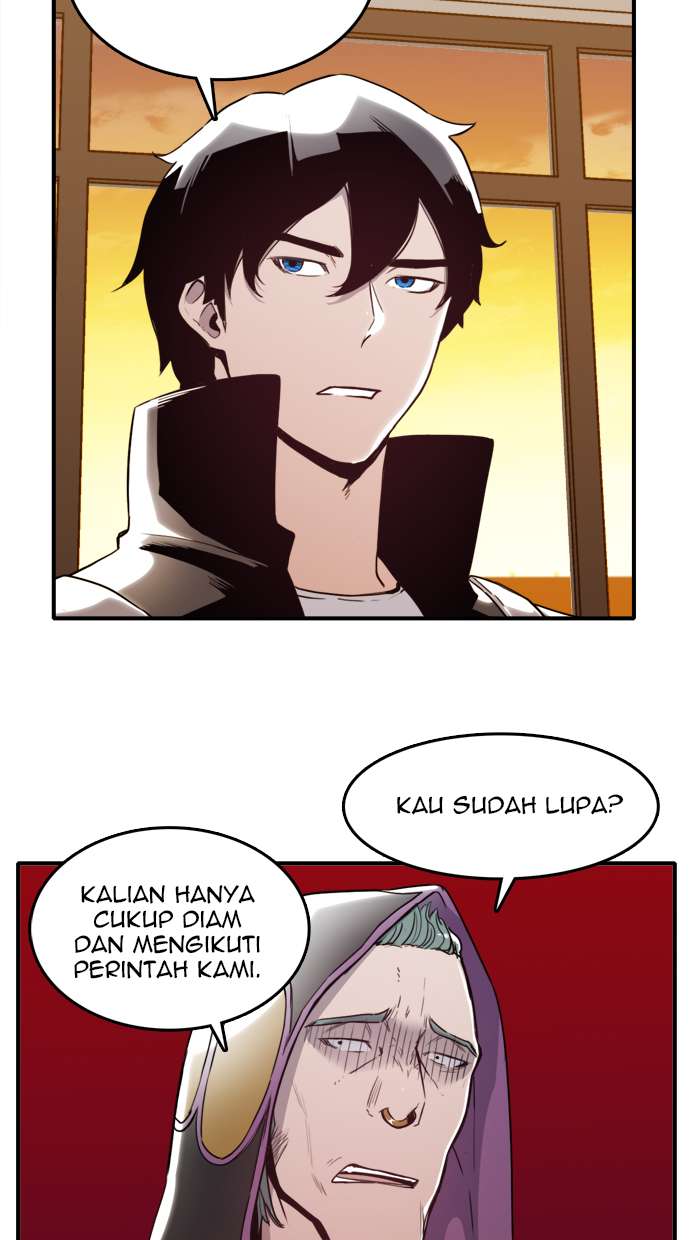 KAU SUDAH LUPA?
KALIAN HANYA
CUKUP DIAM
DAN MENGIKUTI
PERINTAH KAMI.